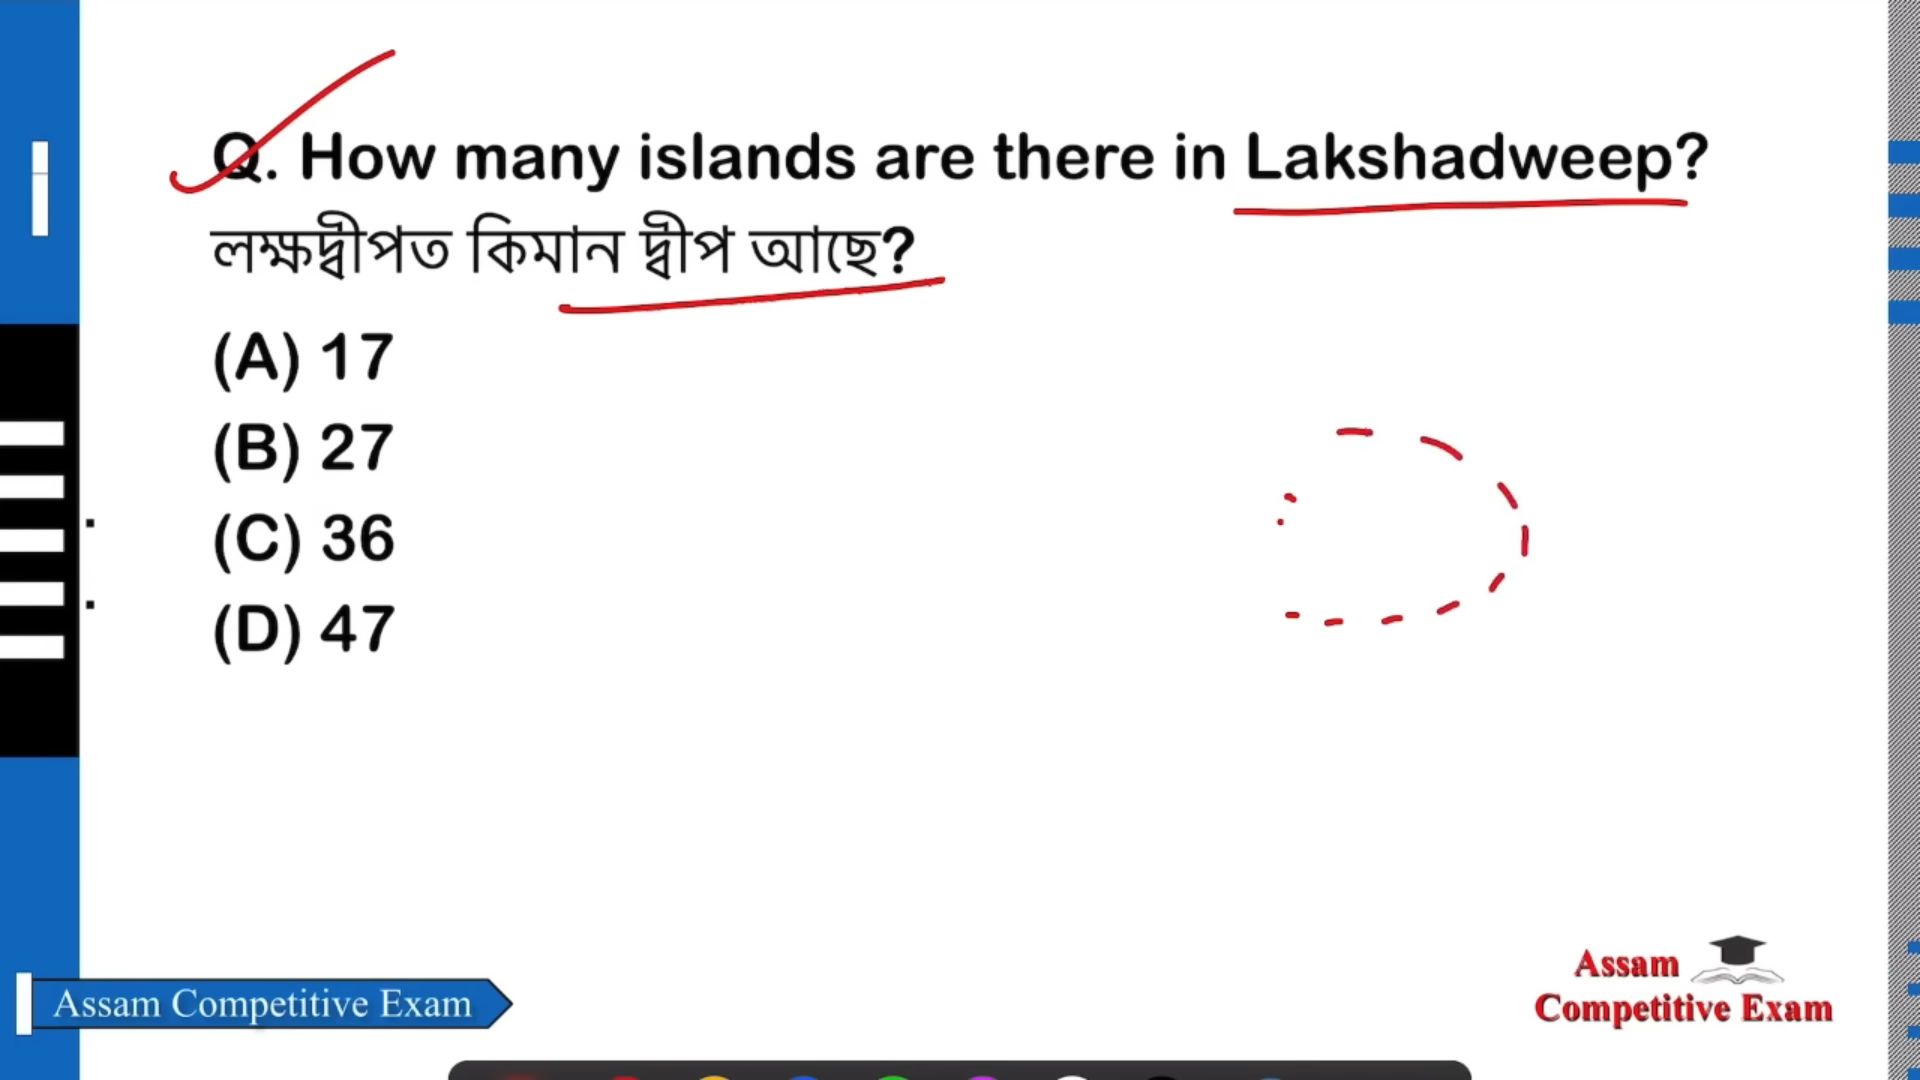 Q. How many islands are there in Lakshadweep?
লক্ষদ্বীপত কিমান দ্বীপ আছে?
(A) 17
(B) 27
(C) 36
(D) 47
Assam Competitive Exam
Assam
Competitive Exam